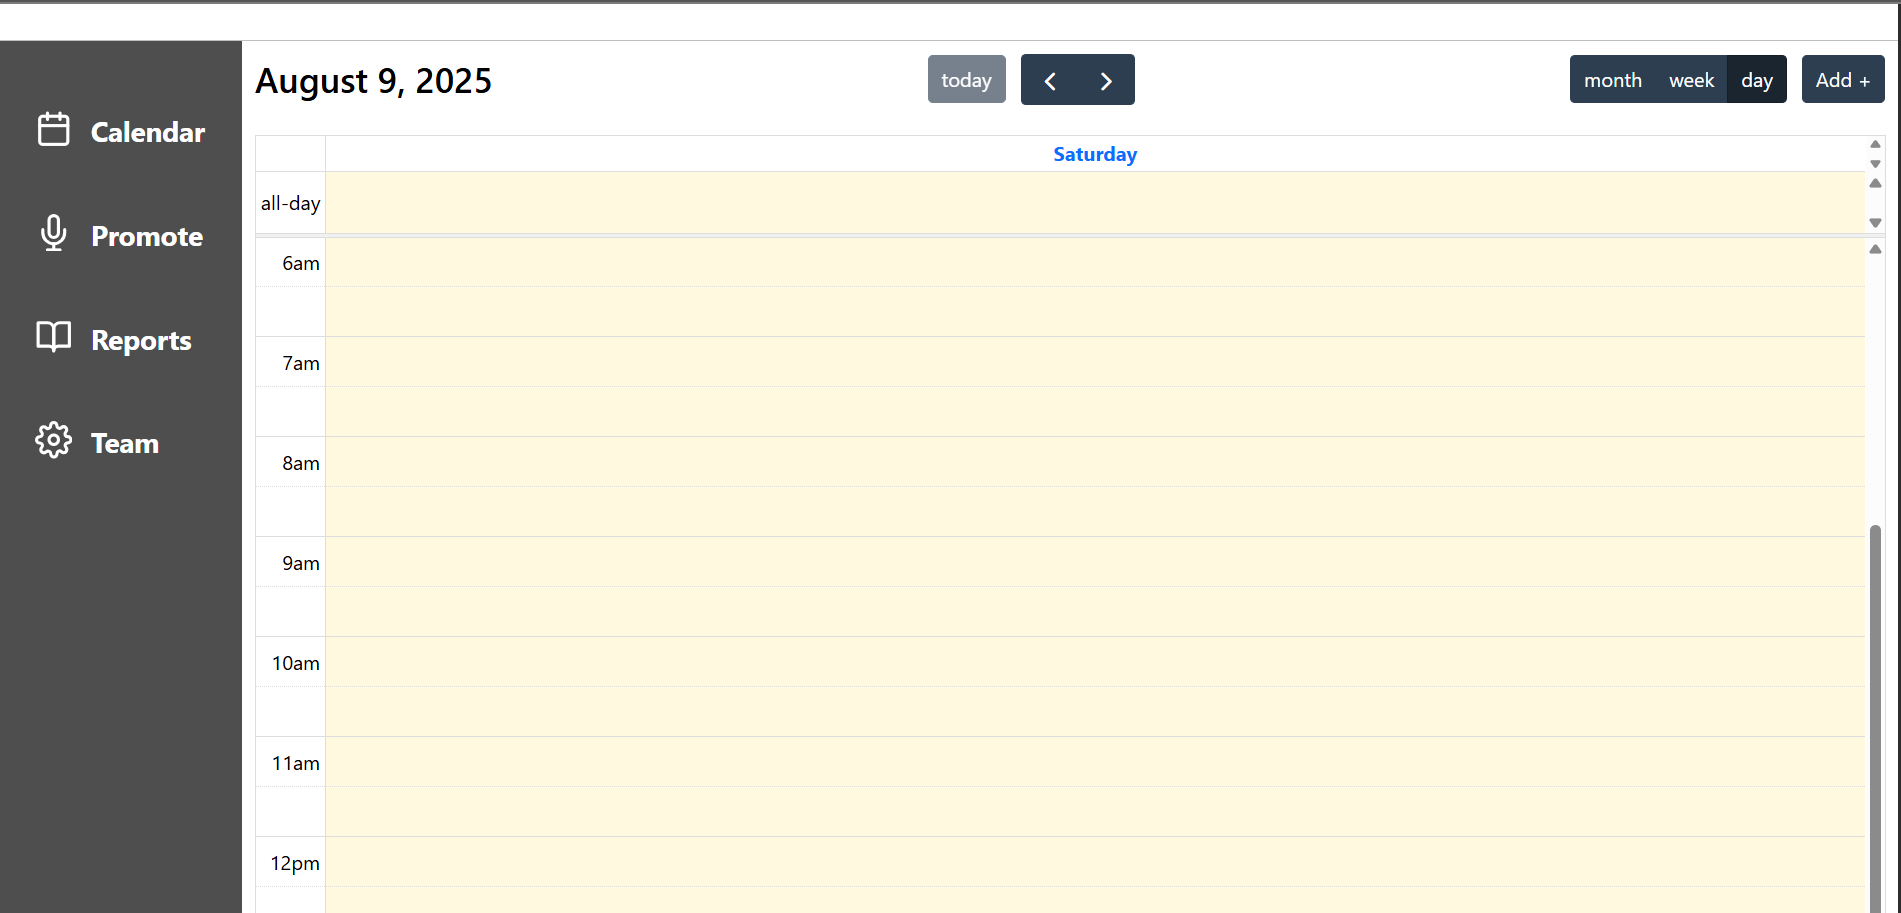 August 9, 2025
today
month week day Add +
Calendar
Promote
Reports
Team
Saturday
all-day
6am
7am
8am
9am
10am
11am
12pm